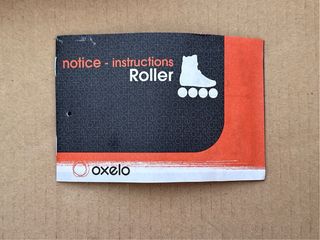 notice - instructions
Roller
oxelo